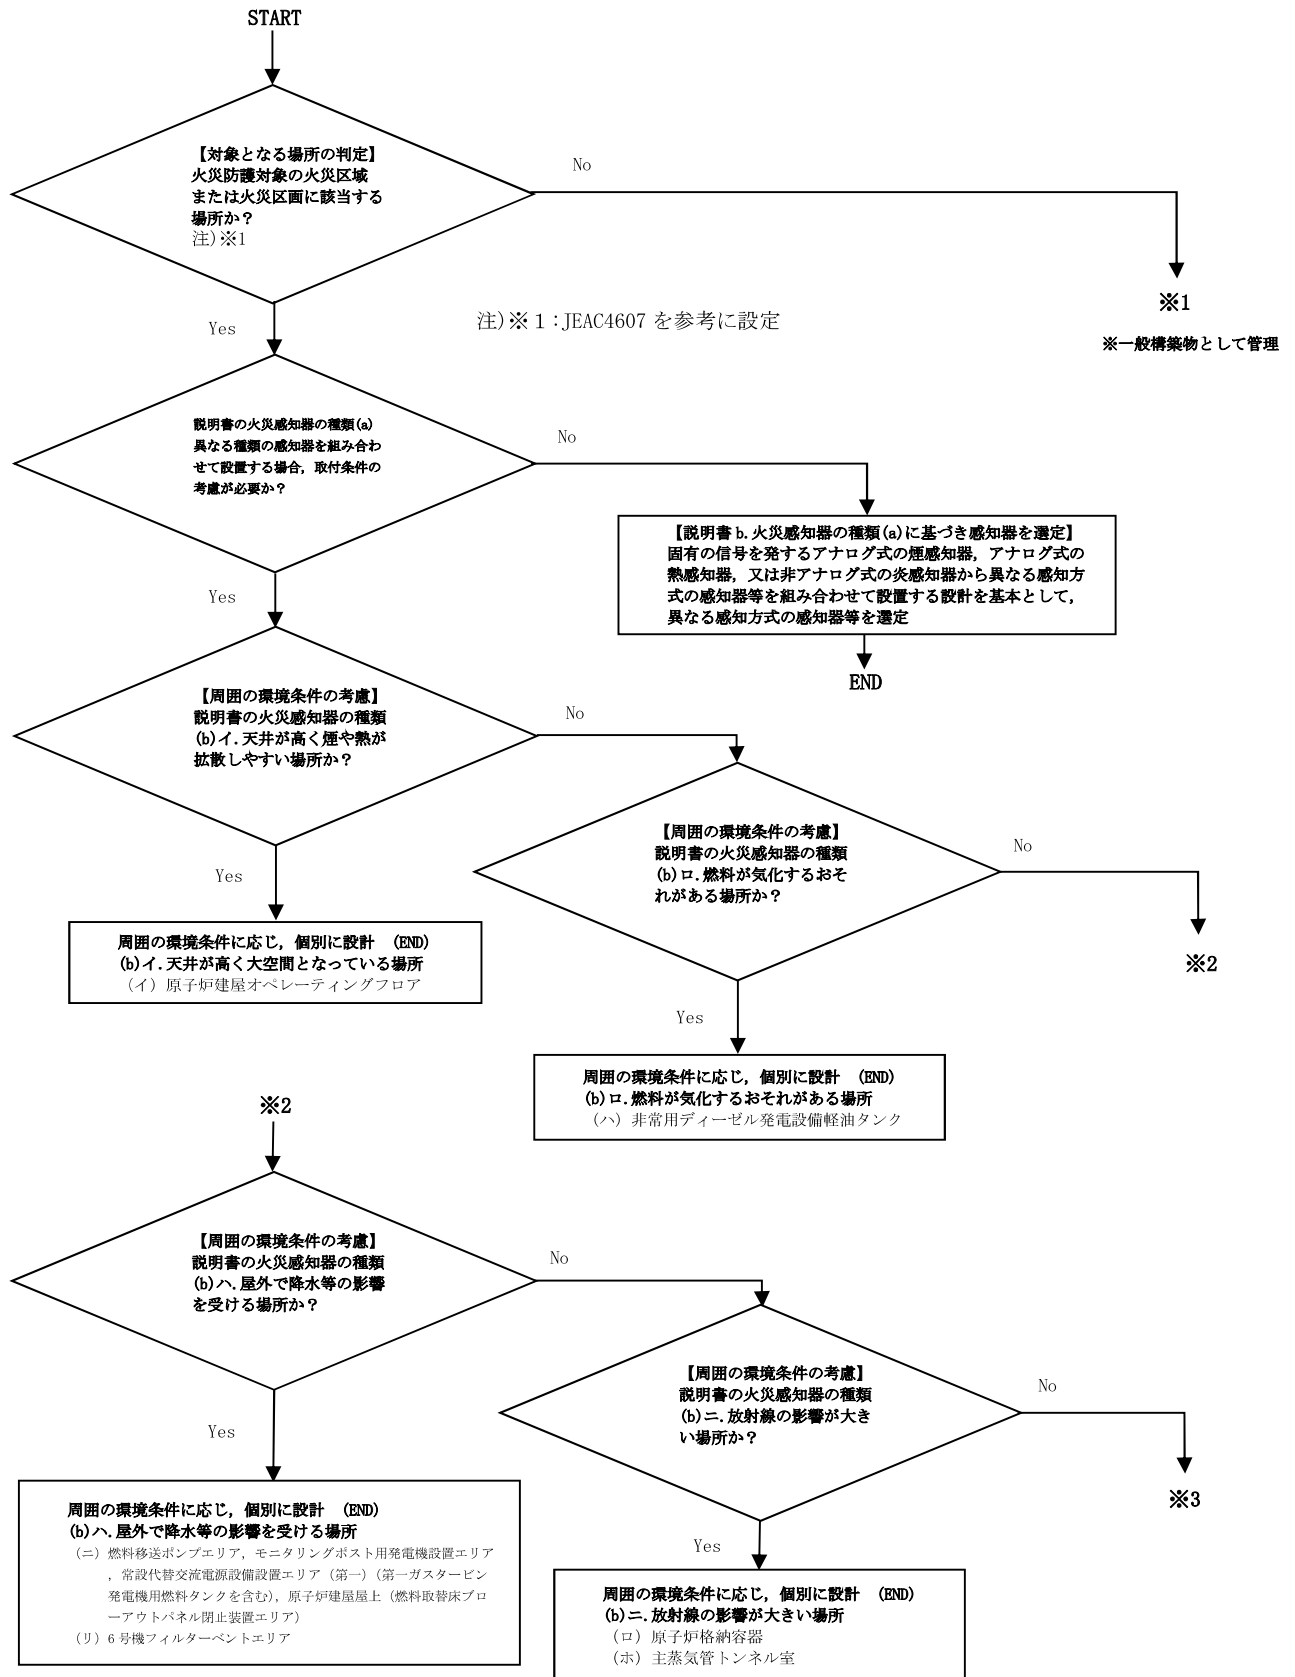 START
【対象となる場所の判定】
火災防護対象の火災区域
または火災区画に該当する
場所か？
注)※1
No
※1
※一般構築物として管理
Yes
注)※１：JEAC4607 を参考に設定
説明書の火災感知器の種類(a)
異なる種類の感知器を組み合わ
せて設置する場合，取付条件の
考慮が必要か？
No
【説明書 b. 火災感知器の種類(a)に基づき感知器を選定】
固有の信号を発するアナログ式の煙感知器，アナログ式の
熱感知器，又は非アナログ式の炎感知器から異なる感知方
式の感知器等を組み合わせて設置する設計を基本として，
異なる感知方式の感知器等を選定
END
Yes
【周囲の環境条件の考慮】
説明書の火災感知器の種類
(b)イ．天井が高く煙や熱が
拡散しやすい場所か？
No
【周囲の環境条件の考慮】
説明書の火災感知器の種類
(b)ロ．燃料が気化するおそ
れがある場所か？
No
※2
Yes
周囲の環境条件に応じ，個別に設計　(END)
(b)イ．天井が高く大空間となっている場所
（イ）原子炉建屋オペレーティングフロア
Yes
周囲の環境条件に応じ，個別に設計　(END)
(b)ロ．燃料が気化するおそれがある場所
（ハ）非常用ディーゼル発電設備軽油タンク
※2
【周囲の環境条件の考慮】
説明書の火災感知器の種類
(b)ハ．屋外で降水等の影響
を受ける場所か？
No
【周囲の環境条件の考慮】
説明書の火災感知器の種類
(b)ニ．放射線の影響が大き
い場所か？
No
※3
Yes
周囲の環境条件に応じ，個別に設計　(END)
(b)ハ．屋外で降水等の影響を受ける場所
（ニ）燃料移送ポンプエリア，モニタリングポスト用発電機設置エリア
，常設代替交流電源設備設置エリア（第一）（第一ガスタービン
発電機用燃料タンクを含む），原子炉建屋屋上（燃料取替床ブロ
ーアウトパネル閉止装置エリア）
（リ）6 号機フィルターベントエリア
Yes
周囲の環境条件に応じ，個別に設計　(END)
(b)ニ．放射線の影響が大きい場所
（ロ）原子炉格納容器
（ホ）主蒸気管トンネル室